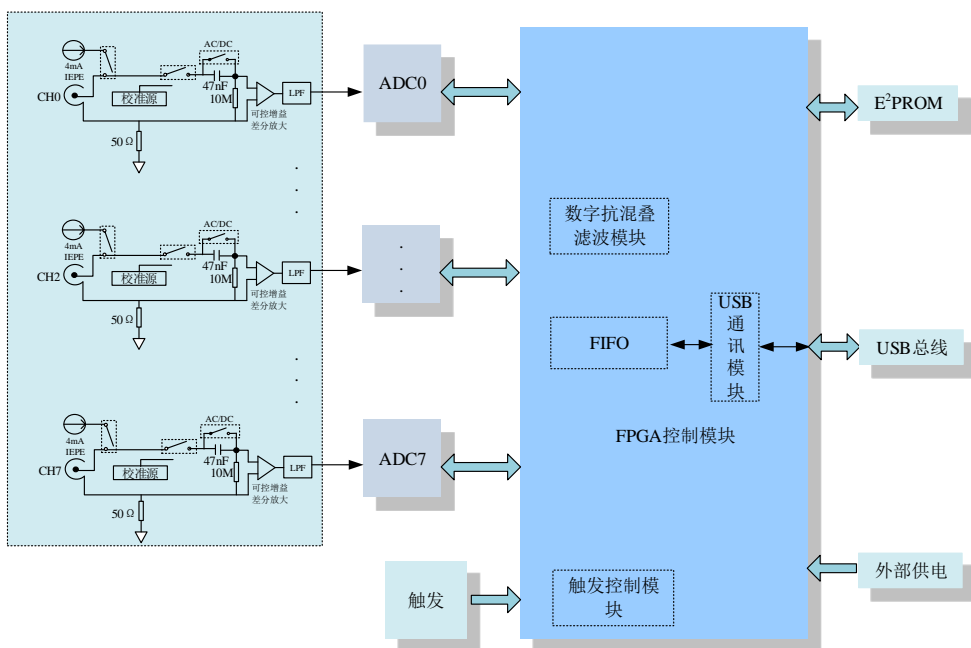 AC/DC
4mA
IEPE
CH0
校准源
47nF
10M
可控增益
差分放大
LPF
50 Ω
ADC0
E²PROM
数字抗混叠
滤波模块
AC/DC
4mA
IEPE
CH2
校准源
47nF
10M
可控增益
差分放大
LPF
50 Ω
USB
通
讯
模
块
FIFO
USB总线
FPGA控制模块
AC/DC
4mA
IEPE
CH7
校准源
47nF
10M
可控增益
差分放大
LPF
50 Ω
ADC7
触发
触发控制模
块
外部供电